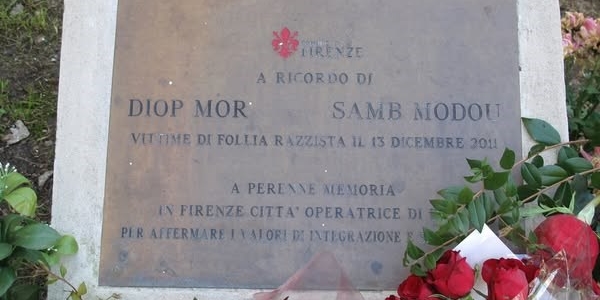 FIRENZE
A RICORDO DI
DIOP MOR SAMB MODOU
VITTIME DI FOLLIA RAZZISTA IL 13 DICEMBRE 2011
A PERENNE MEMORIA
IN FIRENZE CITTA' OPERATRICE DI
PER AFFERMARE I VALORI DI INTEGRAZIONE E